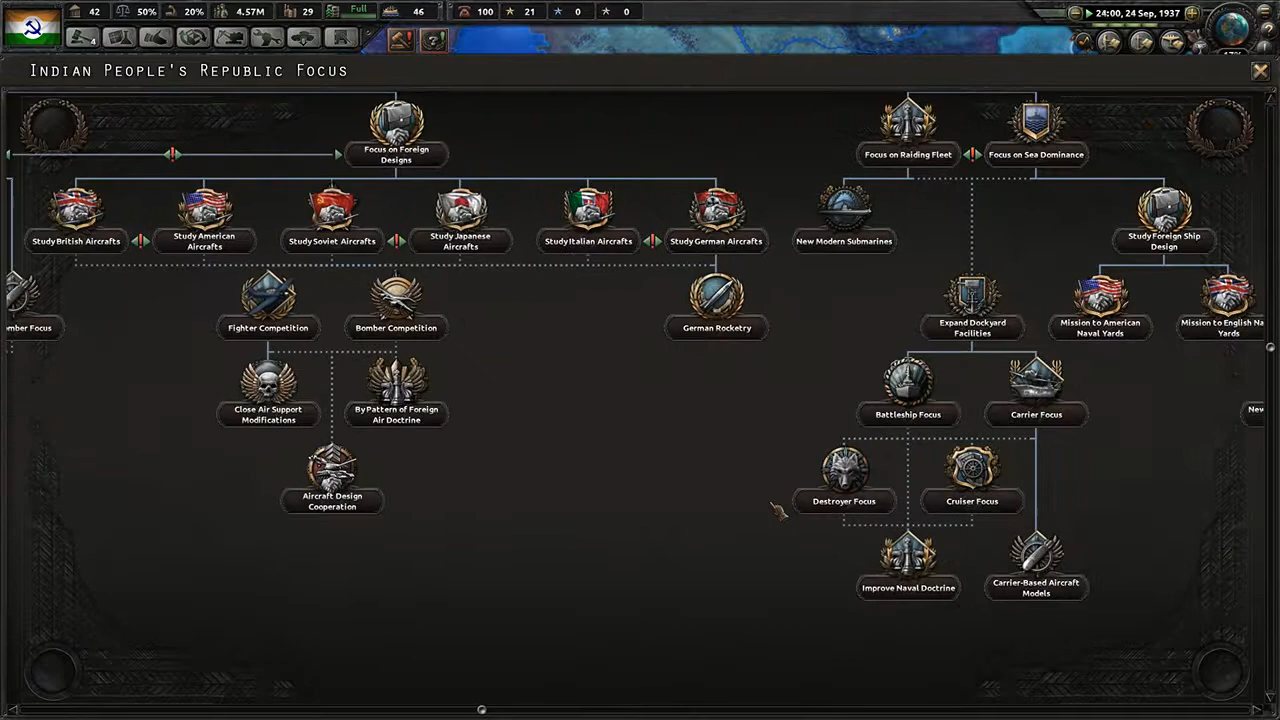 42 50% 20% 4.57M 29 Full 46 100 21 0 0 24:00, 24 Sep, 1937
4
Indian People's Republic Focus
Focus on Foreign
Designs
Focus on Raiding Fleet
Focus on Sea Dominance
Study British Aircrafts
Study American
Aircrafts
Study Soviet Aircrafts
Study Japanese
Aircrafts
Study Italian Aircrafts
Study German Aircrafts
New Modern Submarines
Study Foreign Ship
Design
Focus
Fighter Competition
Bomber Competition
German Rocketry
Expand Dockyard
Facilities
Mission to American
Naval Yards
Mission to English
Yards
Close Air Support
Modifications
By Pattern of Foreign
Air Doctrine
Battleship Focus
Carrier Focus
Aircraft Design
Cooperation
Destroyer Focus
Cruiser Focus
Improve Naval Doctrine
Carrier-Based Aircraft
Models